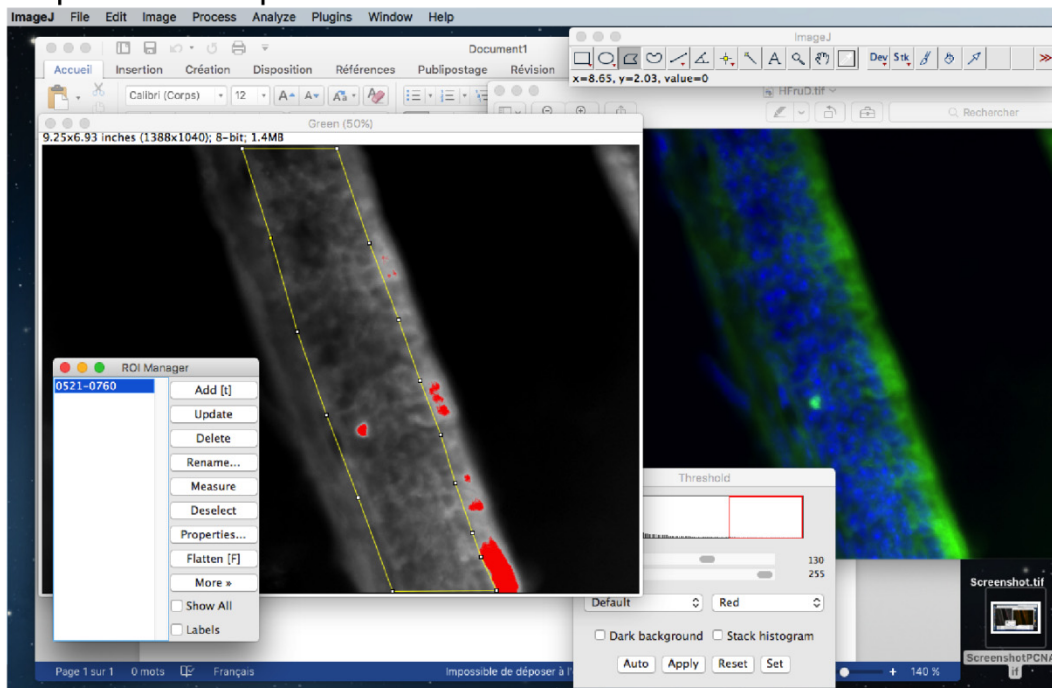 ImageJ File Edit Image Process Analyze Plugins Window Help
Document1
ImageJ
Accueil Insertion Création Disposition Références Publipostage Révision
A Dev Stk
x=8.65, y=2.03, value=0
Calibri (Corps) 12
HFruD.tif
Rechercher
Green (50%)
9.25x6.93 inches (1388x1040); 8-bit; 1.4MB
ROI Manager
0521-0760
Add [t]
Update
Delete
Rename...
Measure
Deselect
Properties...
Flatten [F]
More »
Show All
Labels
Threshold
130
255
Default Red
Dark background Stack histogram
Auto Apply Reset Set
Screenshot.tif
ScreenshotPCNA
if
Page 1 sur 1 0 mots Français Impossible de déposer à l' 140 %